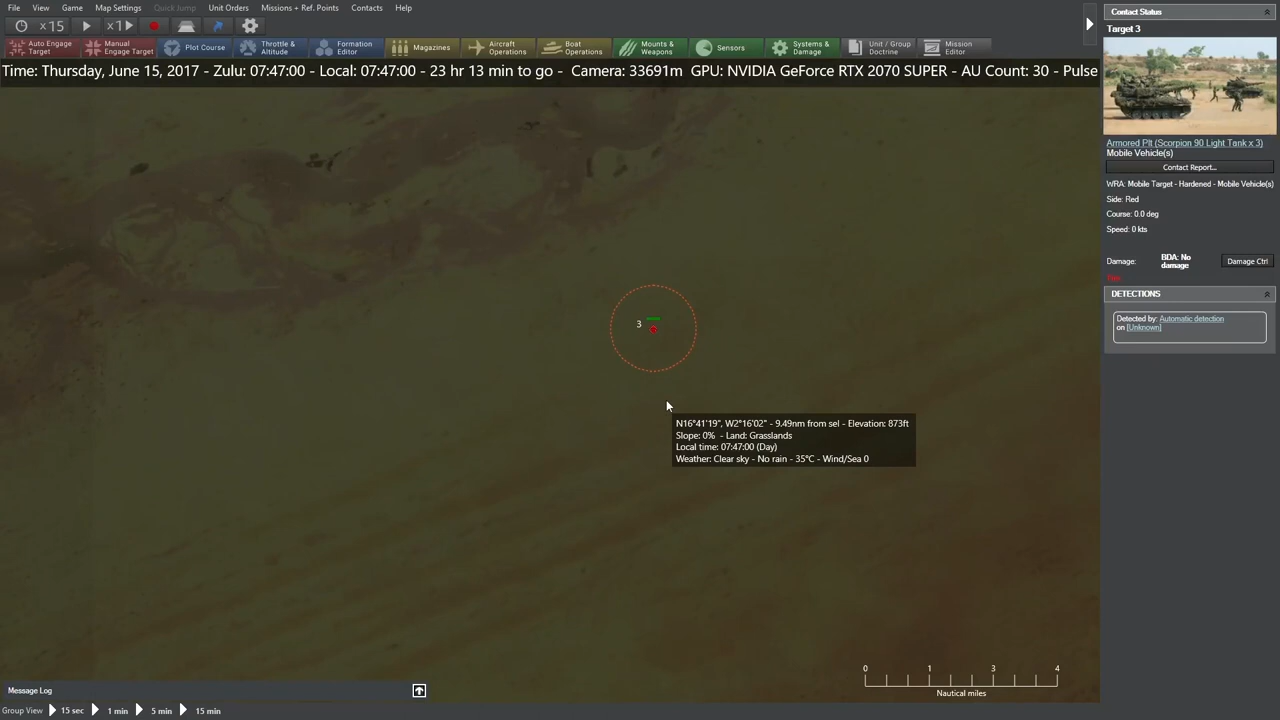 File View Game Map Settings Quick Jump Unit Orders Missions + Ref. Points Contacts Help
x15 x1
Auto Engage Target
Manual Engage Target
Plot Course
Throttle & Altitude
Formation Editor
Magazines
Aircraft Operations
Boat Operations
Mounts & Weapons
Sensors
Systems & Damage
Unit / Group Doctrine
Mission Editor
Time: Thursday, June 15, 2017 - Zulu: 07:47:00 - Local: 07:47:00 - 23 hr 13 min to go - Camera: 33691m GPU: NVIDIA GeForce RTX 2070 SUPER - AU Count: 30 - Pulse
3
N16°41'19", W2°16'02" - 9.49nm from sel - Elevation: 873ft
Slope: 0% - Land: Grasslands
Local time: 07:47:00 (Day)
Weather: Clear sky - No rain - 35°C - Wind/Sea 0
0 1 3 4
Nautical miles
Message Log
Group View 15 sec 1 min 5 min 15 min
Contact Status
Target 3
Armored Plt (Scorpion 90 Light Tank x 3)
Mobile Vehicle(s)
Contact Report...
WRA: Mobile Target - Hardened - Mobile Vehicle(s)
Side: Red
Course: 0.0 deg
Speed: 0 kts
Damage: BDA: No damage Damage Ctrl
DETECTIONS
Detected by: Automatic detection
on [Unknown]